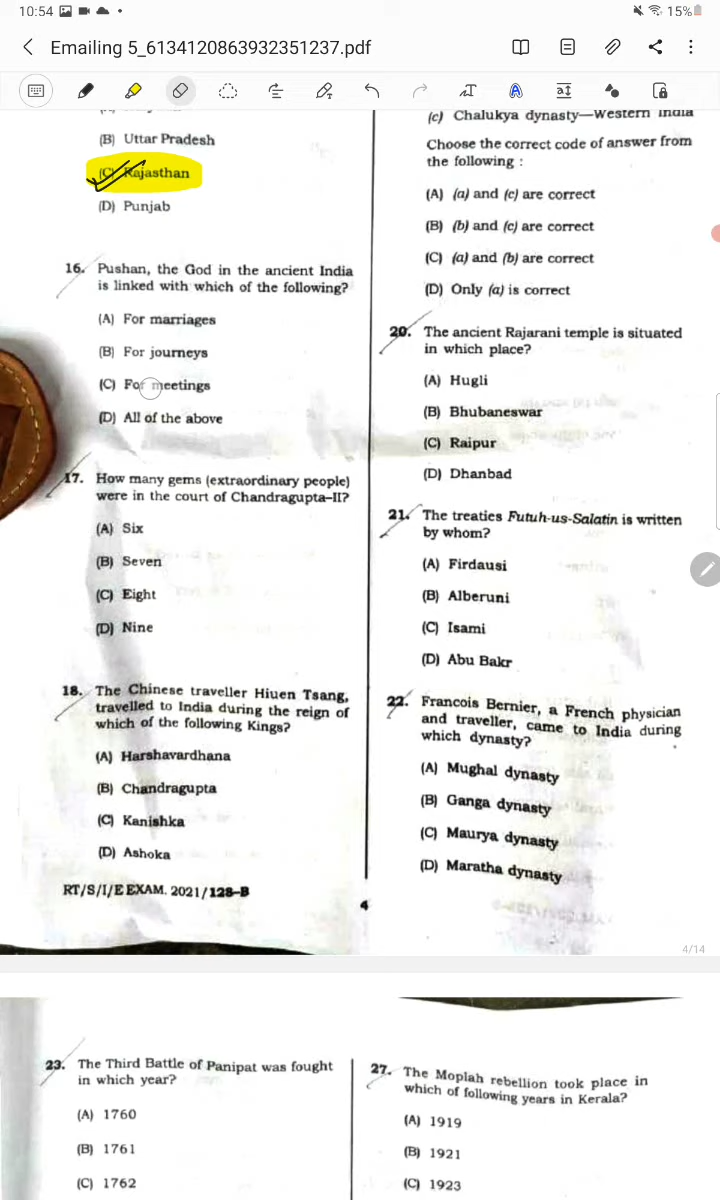 10:54
15%
Emailing 5_6134120863932351237.pdf
(B) Uttar Pradesh
(C) Rajasthan
(D) Punjab
16. Pushan, the God in the ancient India
is linked with which of the following?
(A) For marriages
(B) For journeys
(C) For meetings
(D) All of the above
17. How many gems (extraordinary people)
were in the court of Chandragupta-II?
(A) Six
(B) Seven
(C) Eight
(D) Nine
18. The Chinese traveller Hiuen Tsang,
travelled to India during the reign of
which of the following Kings?
(A) Harshavardhana
(B) Chandragupta
(C) Kanishka
(D) Ashoka
RT/S/I/E EXAM. 2021/128-B
(c) Chalukya dynasty—Western India
Choose the correct code of answer from
the following :
(A) (a) and (c) are correct
(B) (b) and (c) are correct
(C) (a) and (b) are correct
(D) Only (a) is correct
20. The ancient Rajarani temple is situated
in which place?
(A) Hugli
(B) Bhubaneswar
(C) Raipur
(D) Dhanbad
21. The treaties Futuh-us-Salatin is written
by whom?
(A) Firdausi
(B) Alberuni
(C) Isami
(D) Abu Bakr
22. Francois Bernier, a French physician
and traveller, came to India during
which dynasty?
(A) Mughal dynasty
(B) Ganga dynasty
(C) Maurya dynasty
(D) Maratha dynasty
4
4/14
23. The Third Battle of Panipat was fought
in which year?
(A) 1760
(B) 1761
(C) 1762
27. The Moplah rebellion took place in
which of following years in Kerala?
(A) 1919
(B) 1921
(C) 1923